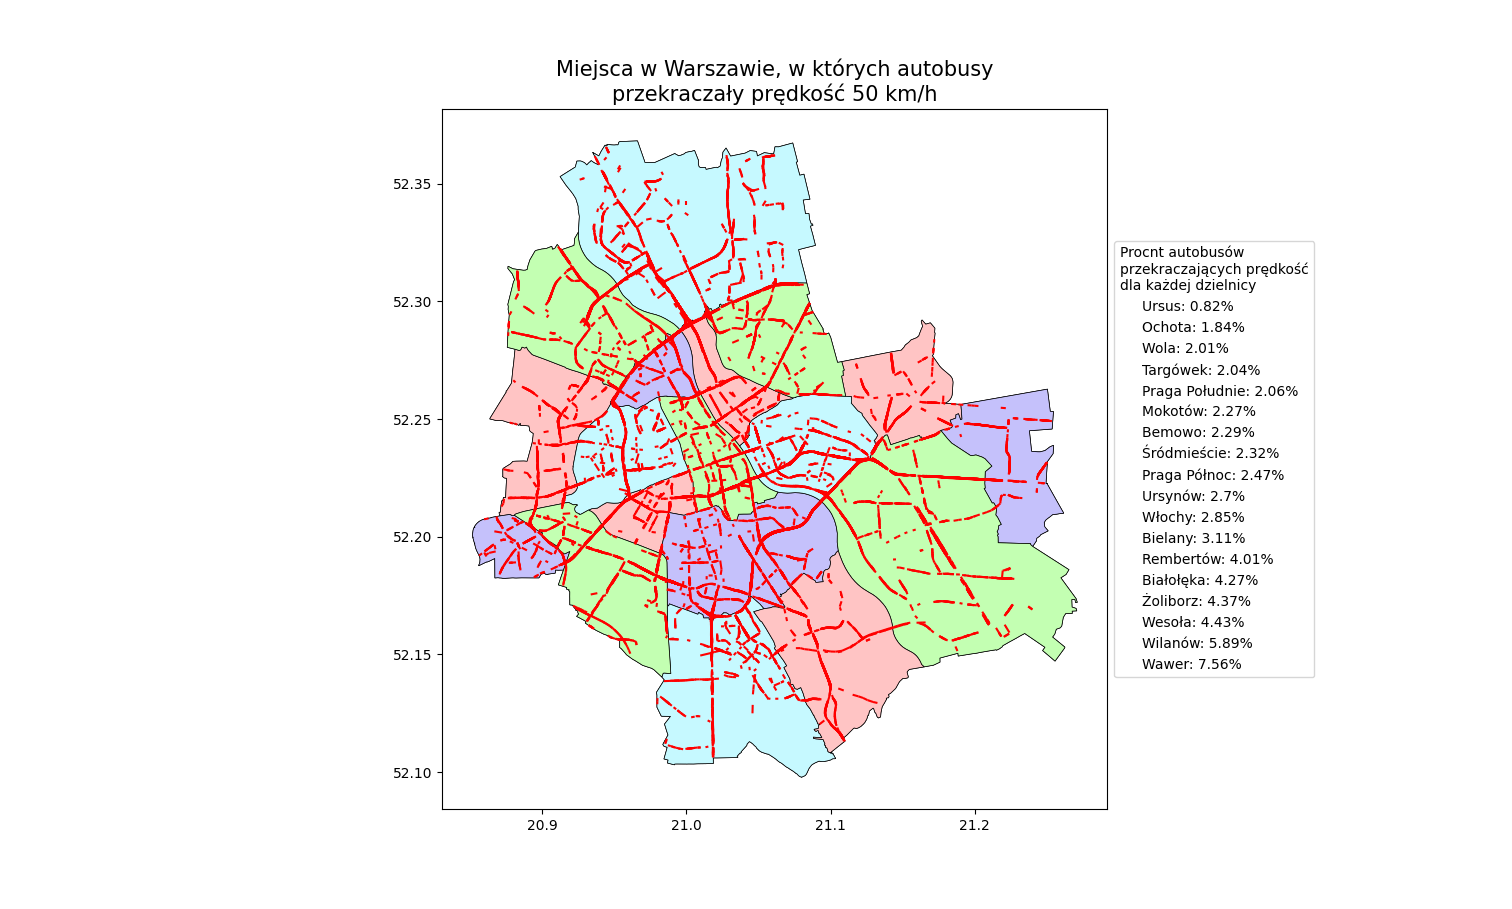 Miejsca w Warszawie, w których autobusy
przekraczały prędkość 50 km/h
52.35
52.30
52.25
52.20
52.15
52.10
20.9
21.0
21.1
21.2
Procnt autobusów
przekraczających prędkość
dla każdej dzielnicy
Ursus: 0.82%
Ochota: 1.84%
Wola: 2.01%
Targówek: 2.04%
Praga Południe: 2.06%
Mokotów: 2.27%
Bemowo: 2.29%
Śródmieście: 2.32%
Praga Północ: 2.47%
Ursynów: 2.7%
Włochy: 2.85%
Bielany: 3.11%
Rembertów: 4.01%
Białołęka: 4.27%
Żoliborz: 4.37%
Wesoła: 4.43%
Wilanów: 5.89%
Wawer: 7.56%